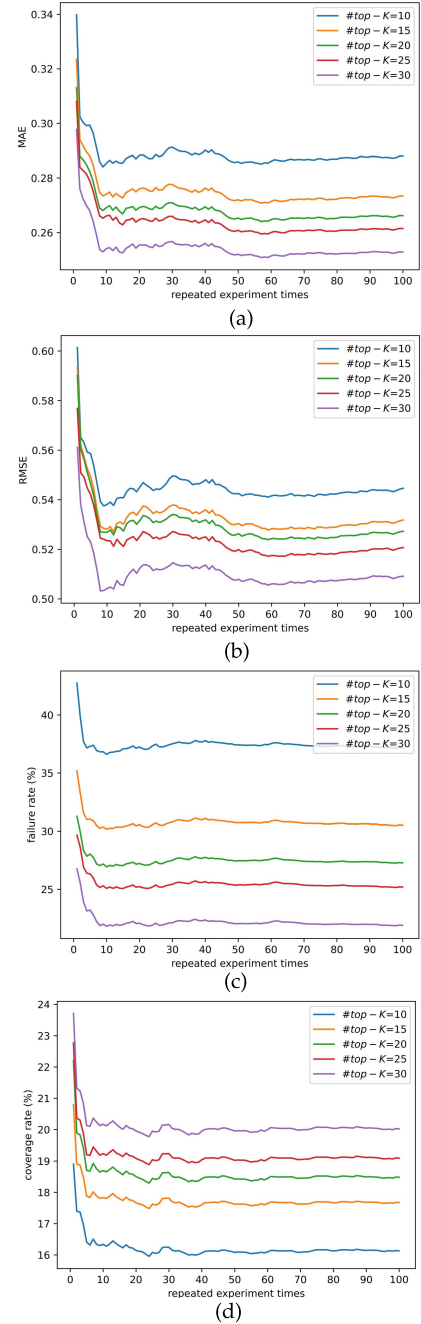 0.34
0.32
0.30
0.28
0.26
MAE
#top − K=10
#top − K=15
#top − K=20
#top − K=25
#top − K=30
0 10 20 30 40 50 60 70 80 90 100
repeated experiment times
(a)
0.60
0.58
0.56
0.54
0.52
0.50
RMSE
#top − K=10
#top − K=15
#top − K=20
#top − K=25
#top − K=30
0 10 20 30 40 50 60 70 80 90 100
repeated experiment times
(b)
40
35
30
25
failure rate (%)
#top − K=10
#top − K=15
#top − K=20
#top − K=25
#top − K=30
0 10 20 30 40 50 60 70 80 90 100
repeated experiment times
(c)
24
23
22
21
20
19
18
17
16
coverage rate (%)
#top − K=10
#top − K=15
#top − K=20
#top − K=25
#top − K=30
0 10 20 30 40 50 60 70 80 90 100
repeated experiment times
(d)